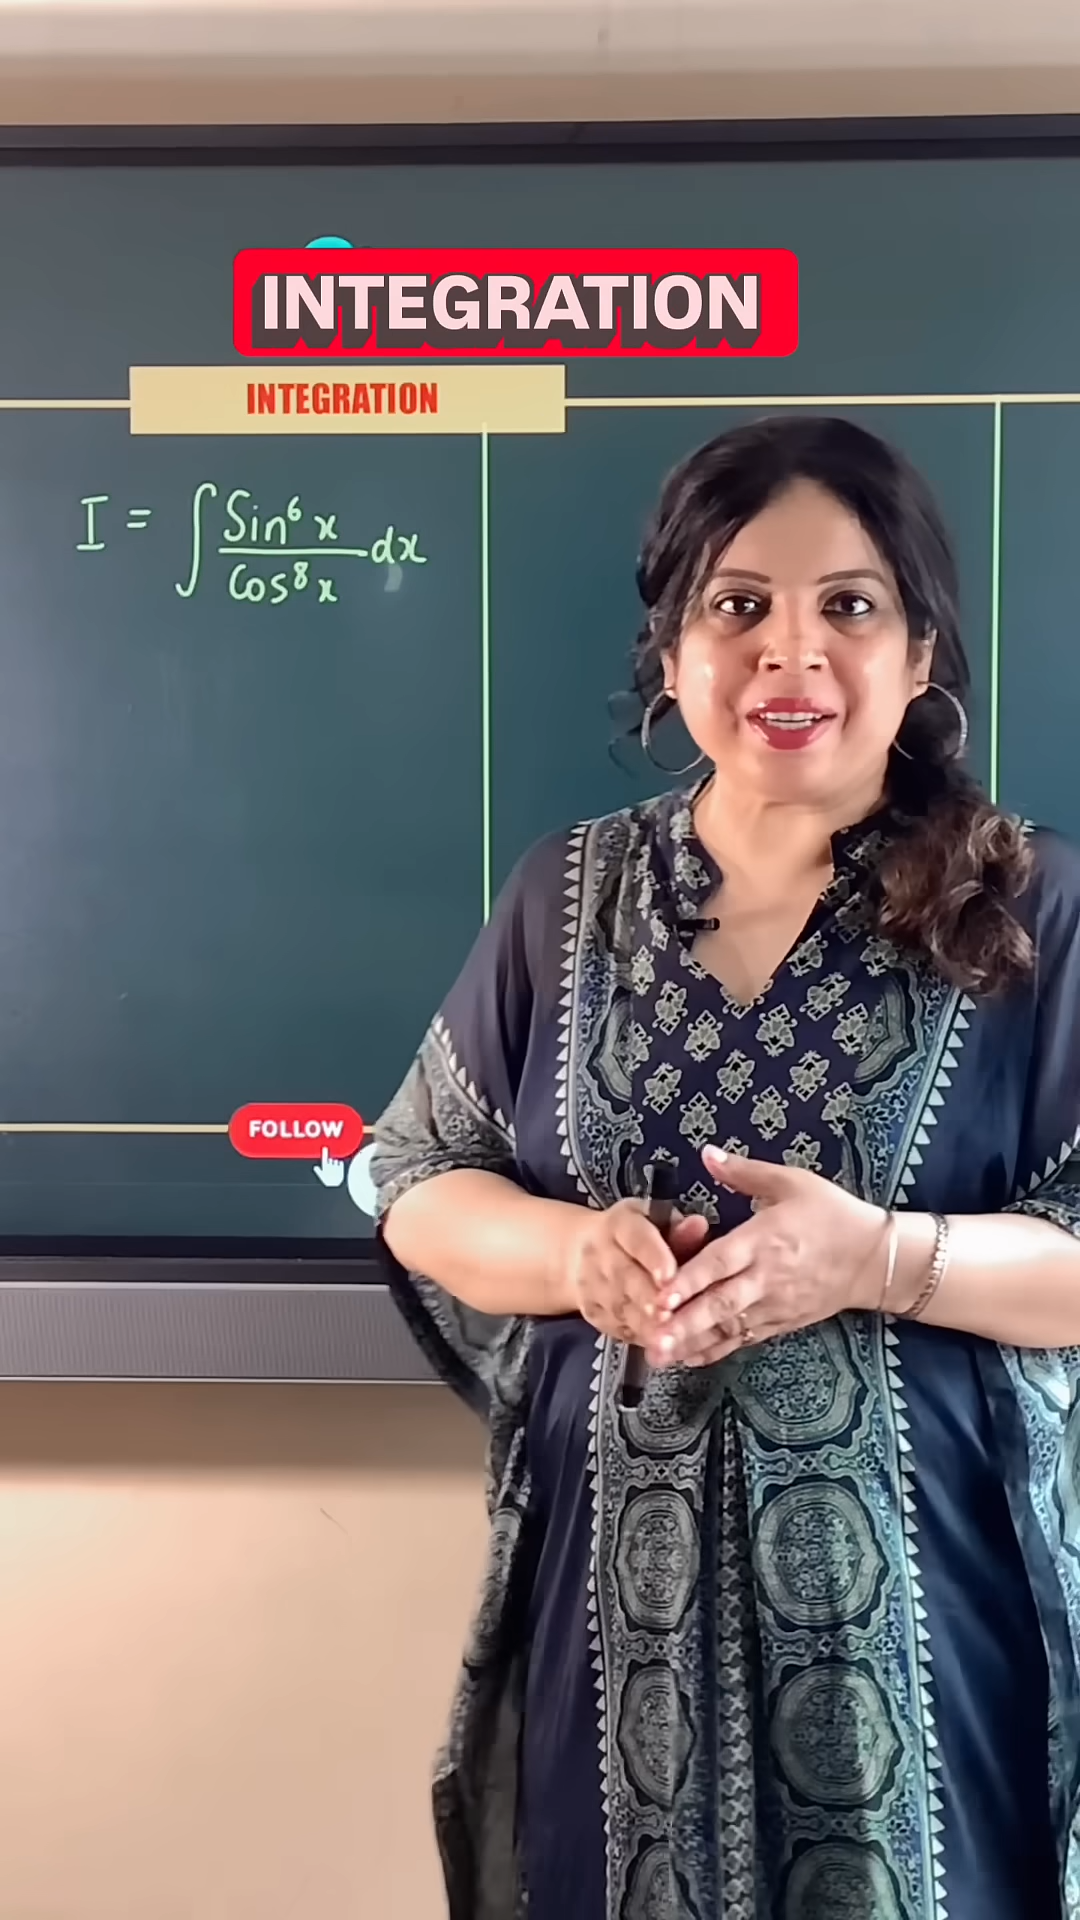 INTEGRATION
INTEGRATION
I = ∫ Sin⁶ x / Cos⁸ x dx
FOLLOW